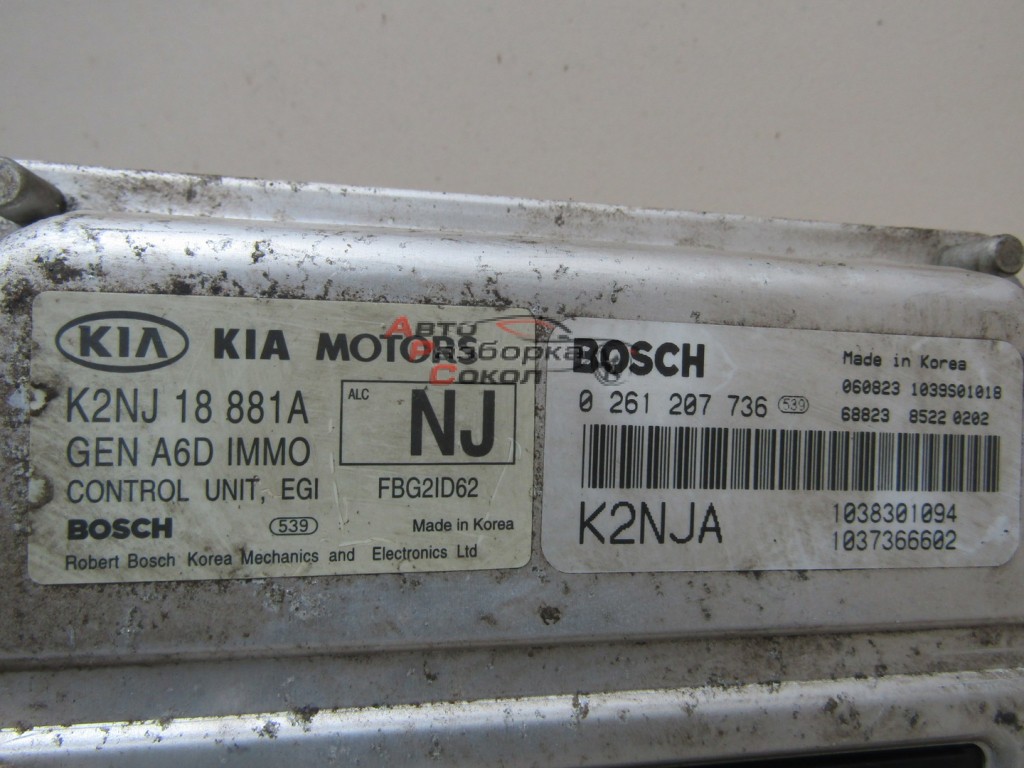 KIA KIA MOTORS
K2NJ 18 881A
GEN A6D IMMO
ALC NJ
CONTROL UNIT, EGI FBG2ID62
BOSCH 539 Made in Korea
Robert Bosch Korea Mechanics and Electronics Ltd
Авто
Разборка
Сокол
BOSCH
Made in Korea
0 261 207 736 539
060823 1039S01018
68823 8522 0202
K2NJA
1038301094
1037366602